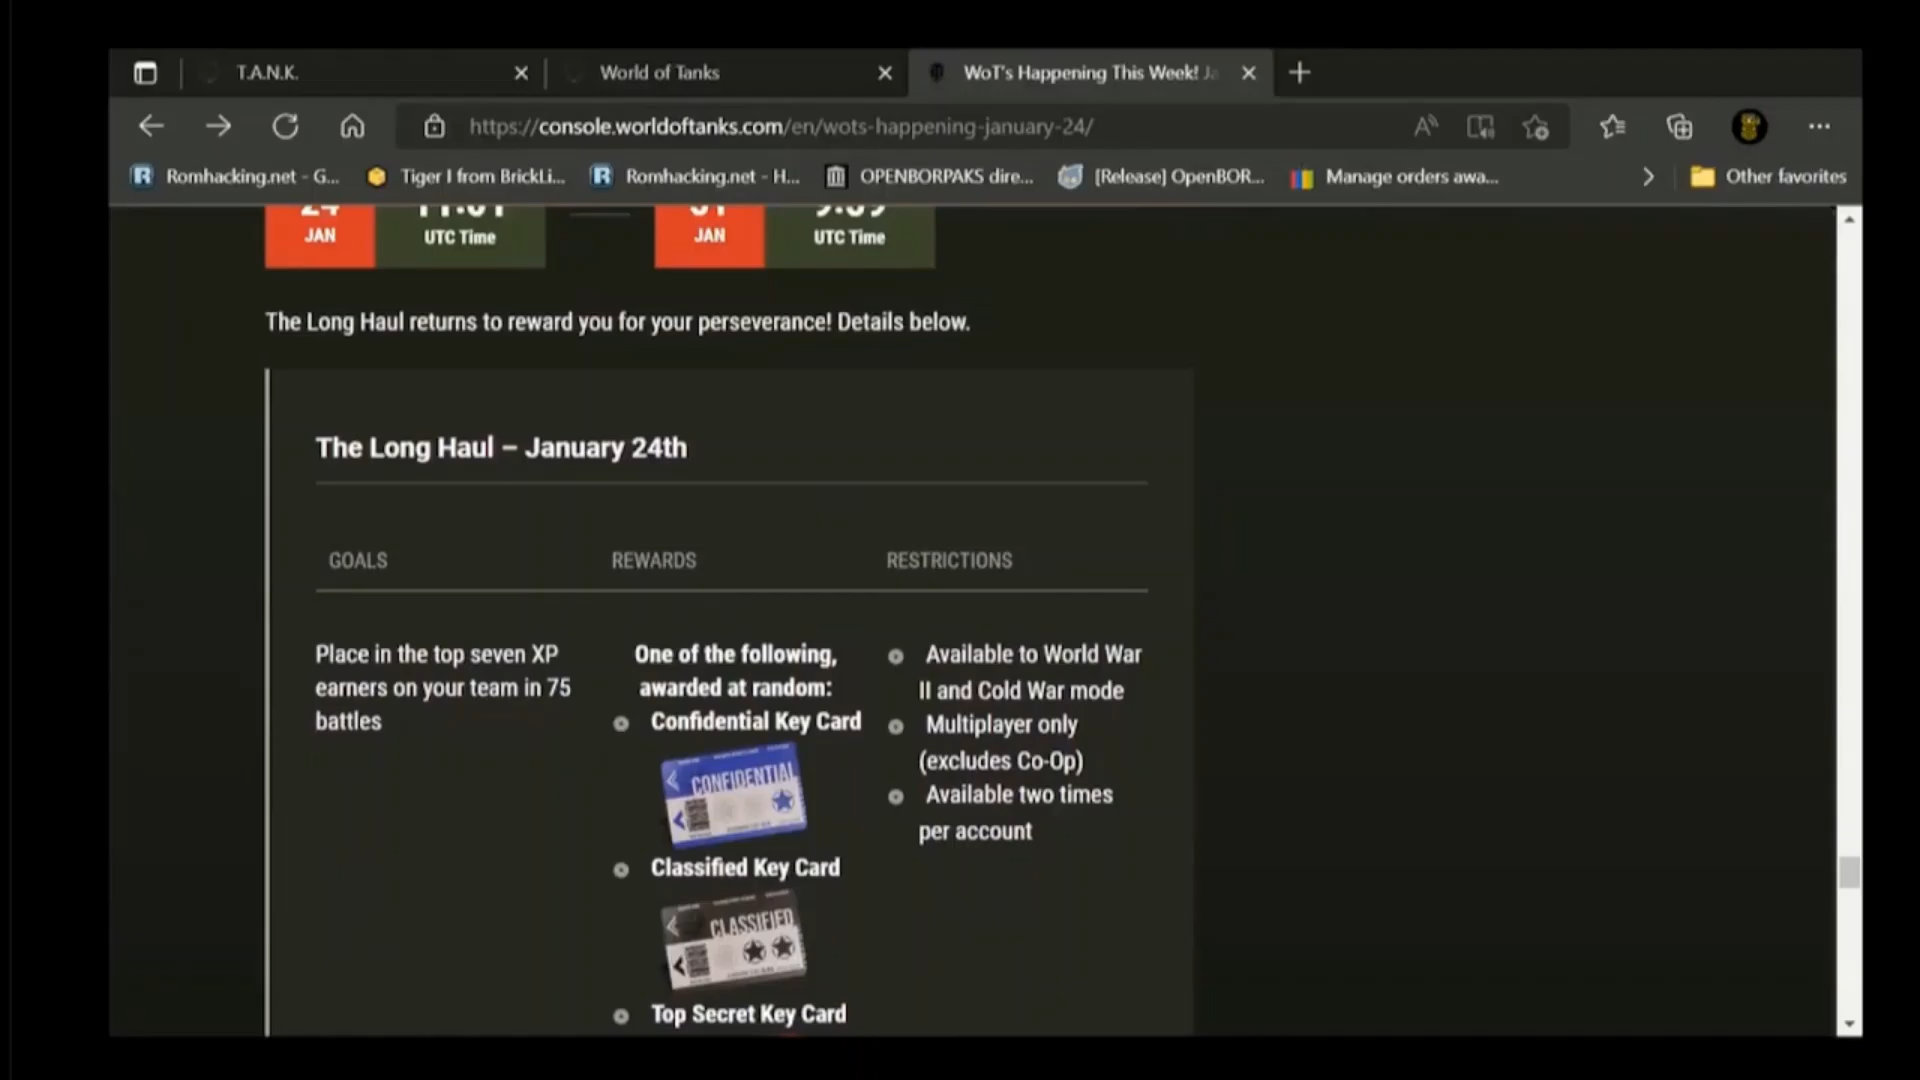 T.A.N.K.
World of Tanks
WoT's Happening This Week! Ja
https://console.worldoftanks.com/en/wots-happening-january-24/
Romhacking.net - G...
Tiger I from BrickLi...
Romhacking.net - H...
OPENBORPAKS dire...
[Release] OpenBOR...
Manage orders awa...
Other favorites
24
JAN
UTC Time
31
JAN
UTC Time
The Long Haul returns to reward you for your perseverance! Details below.
The Long Haul – January 24th
GOALS
REWARDS
RESTRICTIONS
Place in the top seven XP
earners on your team in 75
battles
One of the following,
awarded at random:
Confidential Key Card
CONFIDENTIAL
Classified Key Card
CLASSIFIED
Top Secret Key Card
Available to World War
II and Cold War mode
Multiplayer only
(excludes Co-Op)
Available two times
per account